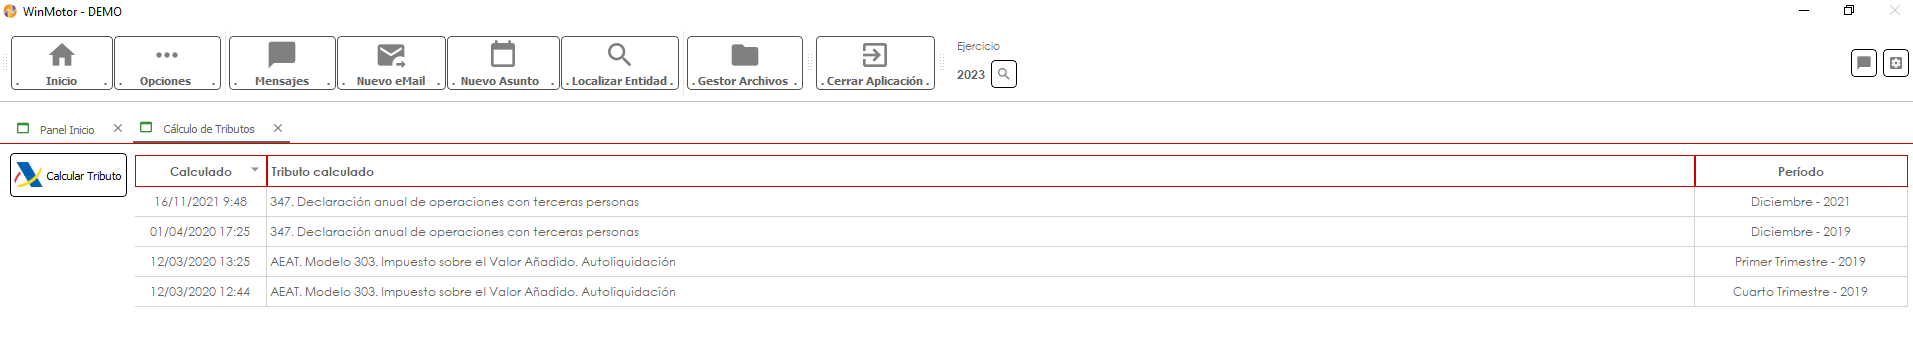 WinMotor - DEMO
Inicio
Opciones
Mensajes
Nuevo eMail
Nuevo Asunto
Localizar Entidad
Gestor Archivos
Cerrar Aplicación
Ejercicio
2023
Panel Inicio
Cálculo de Tributos
Calcular Tributo
Calculado Tributo calculado Período
16/11/2021 9:48 347. Declaración anual de operaciones con terceras personas Diciembre - 2021
01/04/2020 17:25 347. Declaración anual de operaciones con terceras personas Diciembre - 2019
12/03/2020 13:25 AEAT. Modelo 303. Impuesto sobre el Valor Añadido. Autoliquidación Primer Trimestre - 2019
12/03/2020 12:44 AEAT. Modelo 303. Impuesto sobre el Valor Añadido. Autoliquidación Cuarto Trimestre - 2019